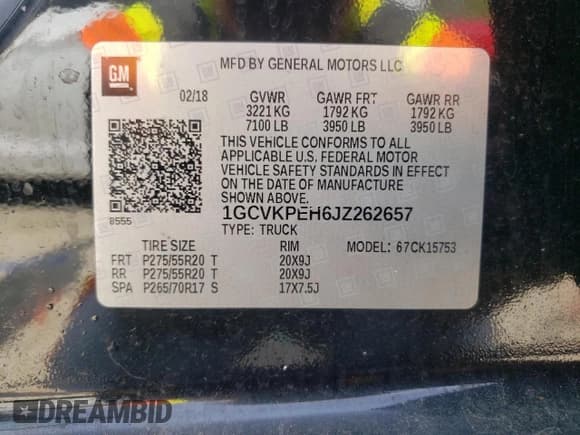 GM
MFD BY GENERAL MOTORS LLC
02/18 GVWR GAWR FRT GAWR RR
3221 KG 1792 KG 1792 KG
7100 LB 3950 LB 3950 LB
THIS VEHICLE CONFORMS TO ALL
APPLICABLE U.S. FEDERAL MOTOR
VEHICLE SAFETY STANDARDS IN EFFECT
ON THE DATE OF MANUFACTURE
SHOWN ABOVE.
8555 1GCVKPEH6JZ262657
TYPE: TRUCK
TIRE SIZE RIM MODEL: 67CK15753
FRT P275/55R20 T 20X9J
RR P275/55R20 T 20X9J
SPA P265/70R17 S 17X7.5J
DREAMBID